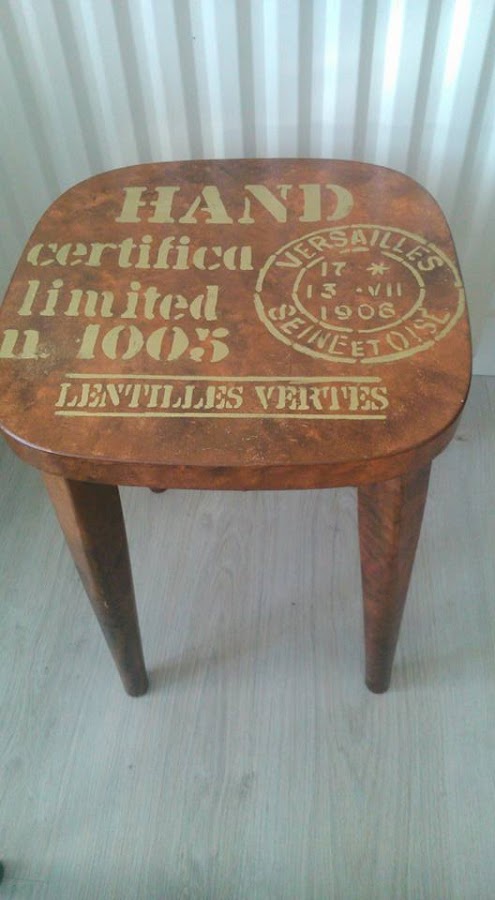 HAND
certifica
limited
n 1005
VERSAILLES
17 *
13 · VII
1906
SEINE ET OISE
LENTILLES VERTES